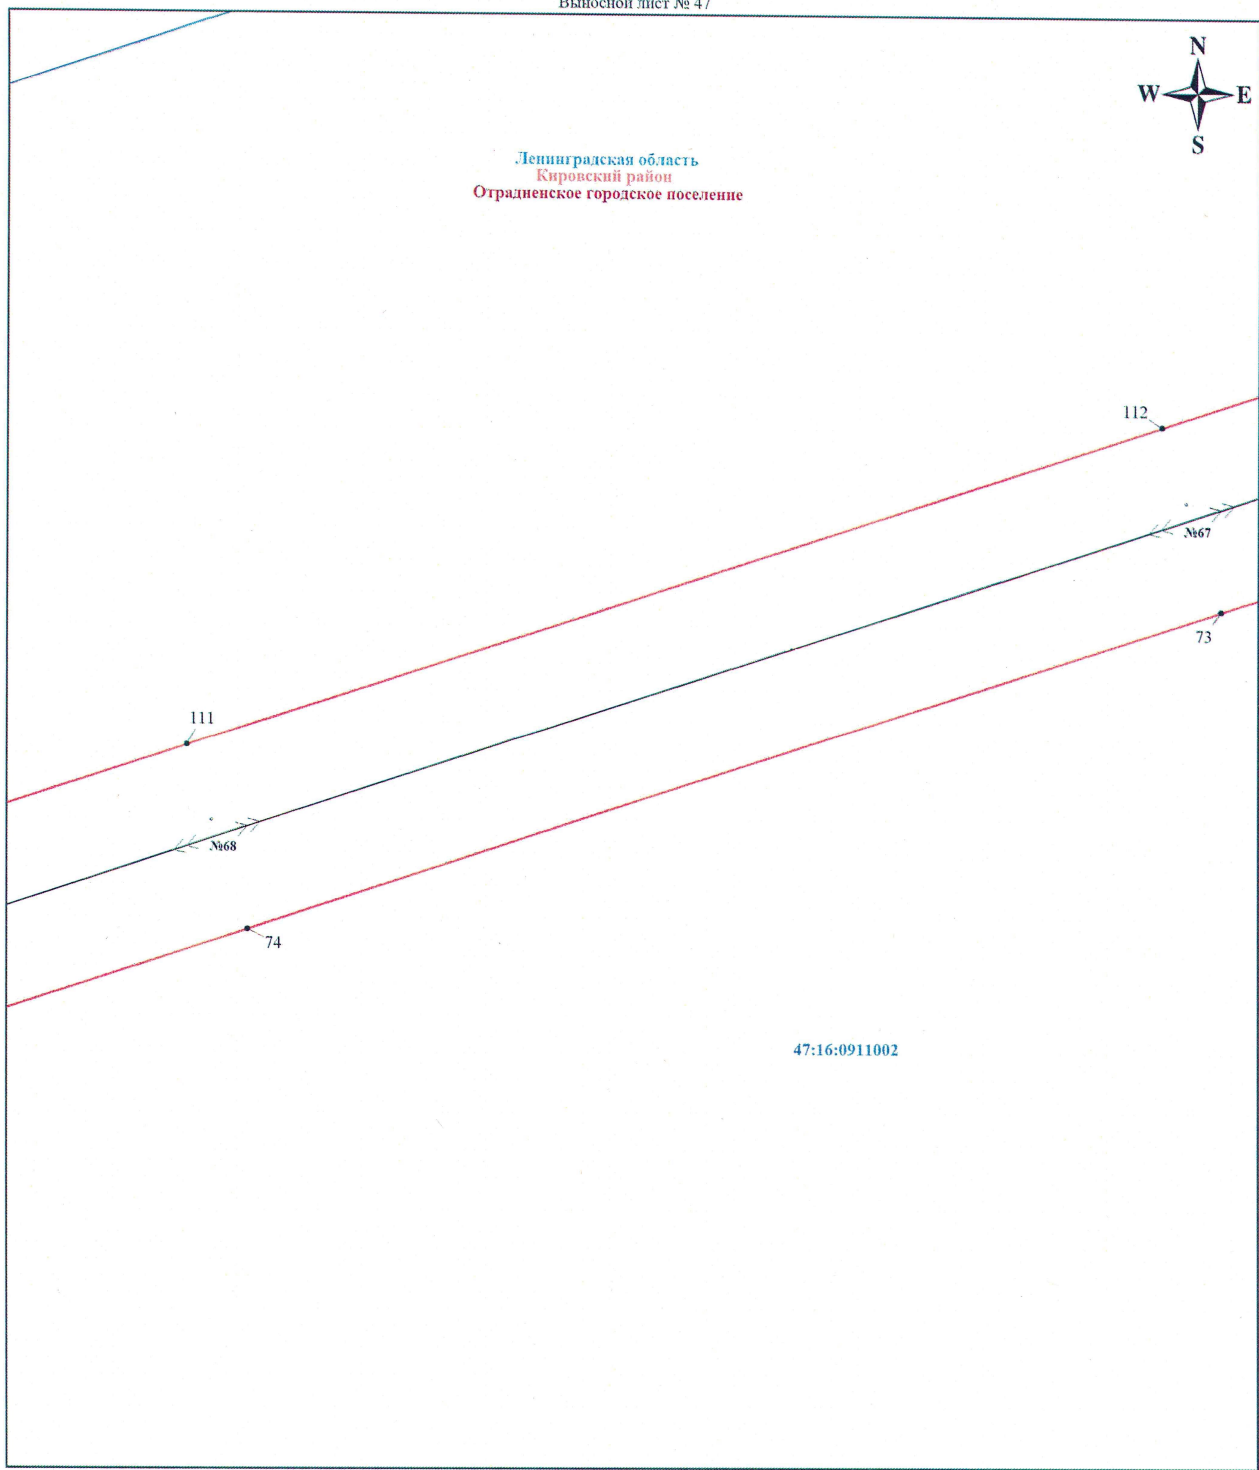 Выносной лист № 47
N
W E
S
Ленинградская область
Кировский район
Отрадненское городское поселение
112
№67
73
111
№68
74
47:16:0911002